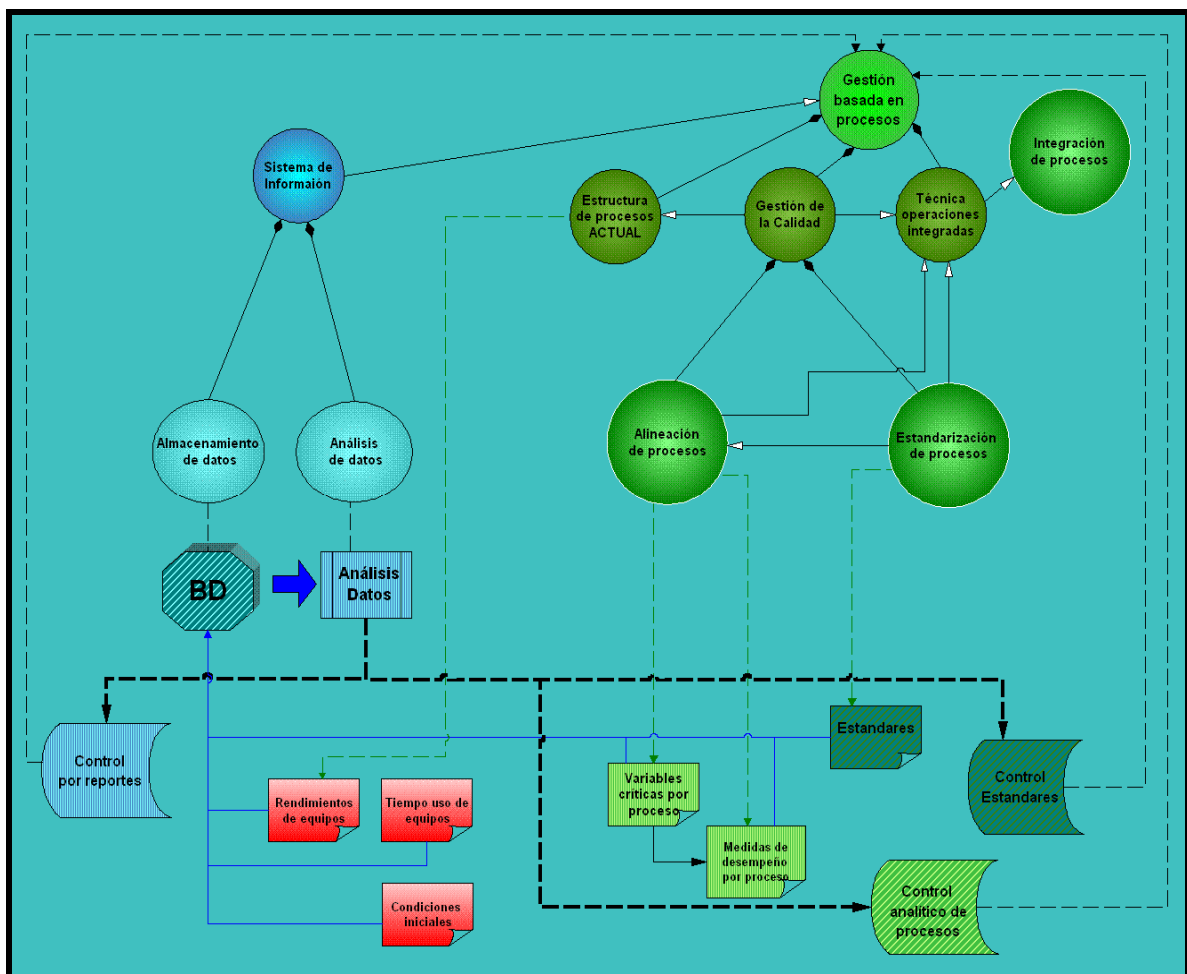 Gestión
basada en
procesos
Integración
de procesos
Sistema de
Informaión
Estructura
de procesos
ACTUAL
Gestión de
la Calidad
Técnica
operaciones
integradas
Almacenamiento
de datos
Análisis
de datos
Alineación
de procesos
Estandarización
de procesos
BD
Análisis
Datos
Control
por reportes
Rendimientos
de equipos
Tiempo uso de
equipos
Condiciones
iniciales
Variables
críticas por
proceso
Medidas de
desempeño
por proceso
Estandares
Control
Estandares
Control
analítico de
procesos